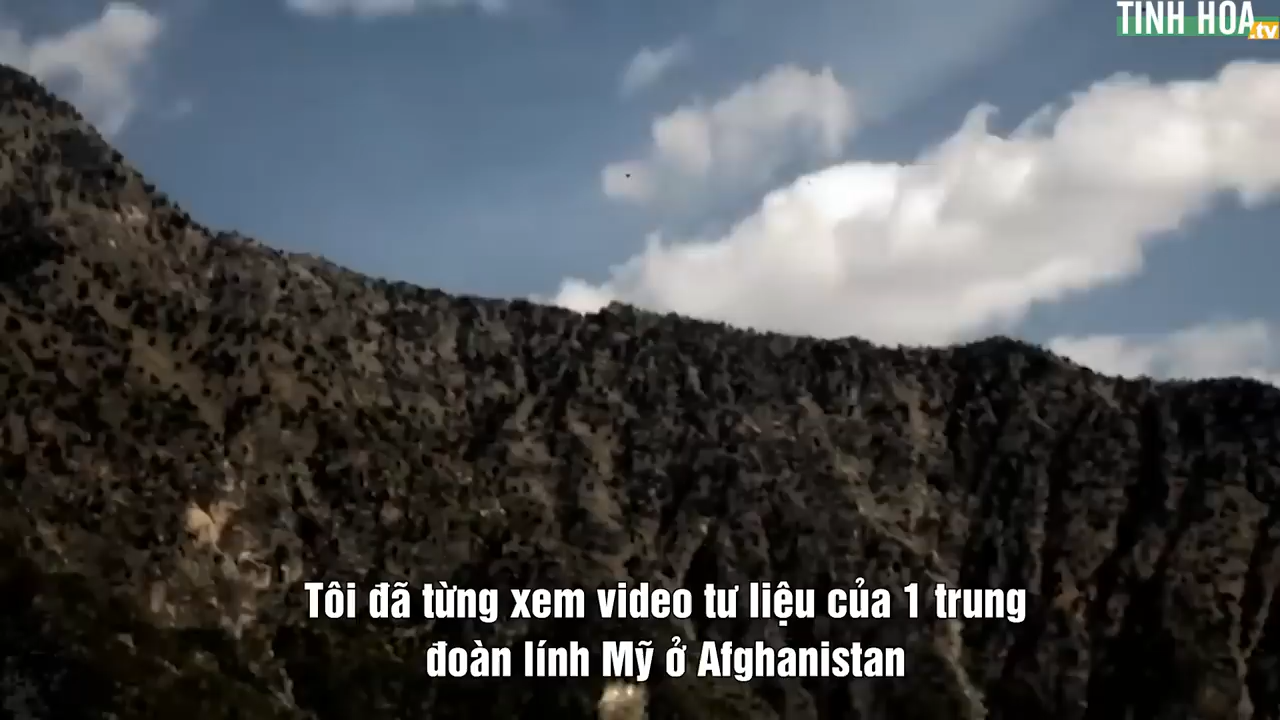 TINH HOA
.tv
Tôi đã từng xem video tư liệu của 1 trung
đoàn lính Mỹ ở Afghanistan